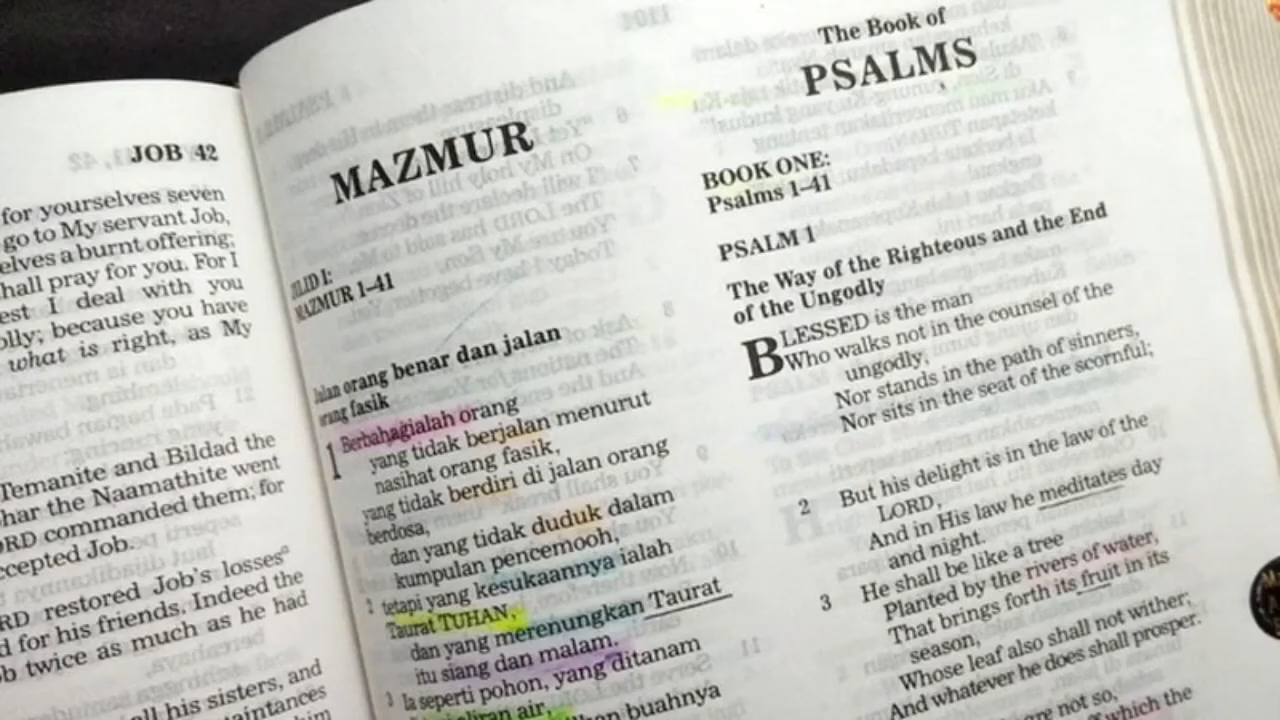 JOB 42
for yourselves seven
go to My servant Job,
a burnt offering;
shall pray for you. For I
I deal with you
because you have
what is right, as My
Temanite and Bildad the
the Naamathite went
commanded them; for
accepted Job.
restored Job's losses
for his friends. Indeed the
twice as much as he had
all his sisters, and
MAZMUR
MAZMUR 1–41
Jalan orang benar dan jalan
orang fasik
1 Berbahagialah orang
yang tidak berjalan menurut
nasihat orang fasik,
yang tidak berdiri di jalan orang
berdosa,
dan yang tidak duduk dalam
kumpulan pencemooh,
2 tetapi yang kesukaannya ialah
Taurat TUHAN,
dan yang merenungkan Taurat
itu siang dan malam.
3 Ia seperti pohon, yang ditanam
aliran air,
buahnya
The Book of
PSALMS
BOOK ONE:
Psalms 1–41
PSALM 1
The Way of the Righteous and the End
of the Ungodly
BLESSED is the man
Who walks not in the counsel of the
ungodly,
Nor stands in the path of sinners,
Nor sits in the seat of the scornful;
2 But his delight is in the law of the
LORD,
And in His law he meditates day
and night.
3 He shall be like a tree
Planted by the rivers of water,
That brings forth its fruit in its
season,
Whose leaf also shall not wither;
And whatever he does shall prosper.
are not so,
which the